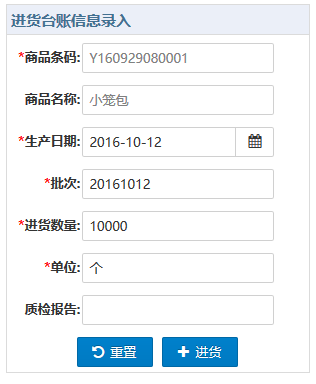 进货台账信息录入
*商品条码: Y160929080001
商品名称: 小笼包
*生产日期: 2016-10-12
*批次: 20161012
*进货数量: 10000
*单位: 个
质检报告:
重置 进货